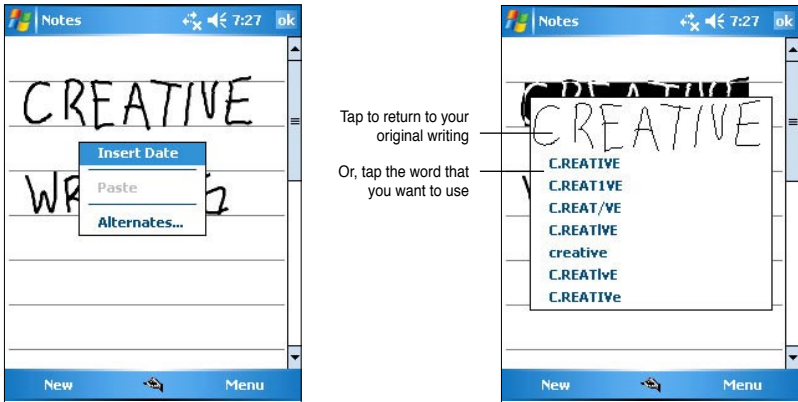 Notes 7:27 ok
CREATIVE
Insert Date
Paste
Alternates...
New Menu
Tap to return to your
original writing
Or, tap the word that
you want to use
Notes 7:27 ok
CREATIVE
C.REATIVE
C.REAT1VE
C.REAT/VE
C.REATlVE
creative
C.REATlvE
C.REATIVe
New Menu